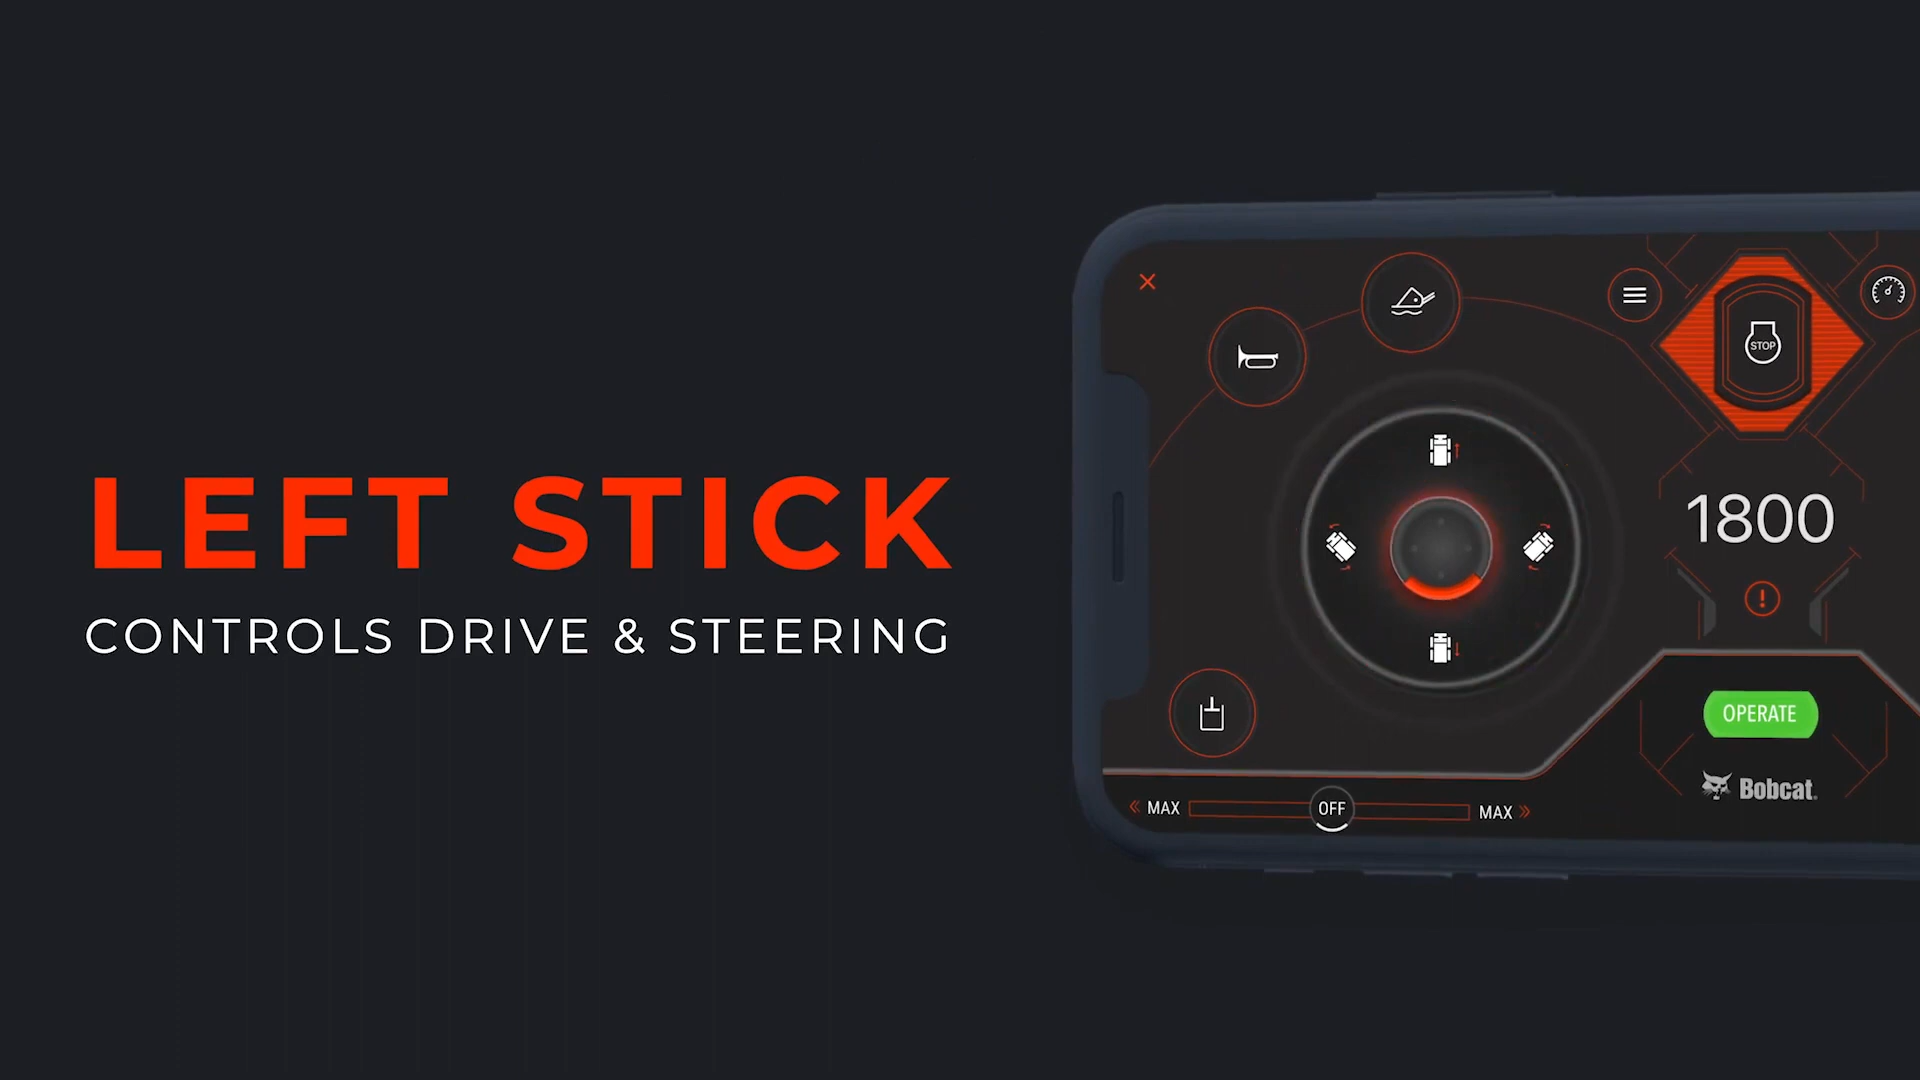 LEFT STICK
CONTROLS DRIVE & STEERING
STOP
1800
!
OPERATE
Bobcat.
« MAX
OFF
MAX »